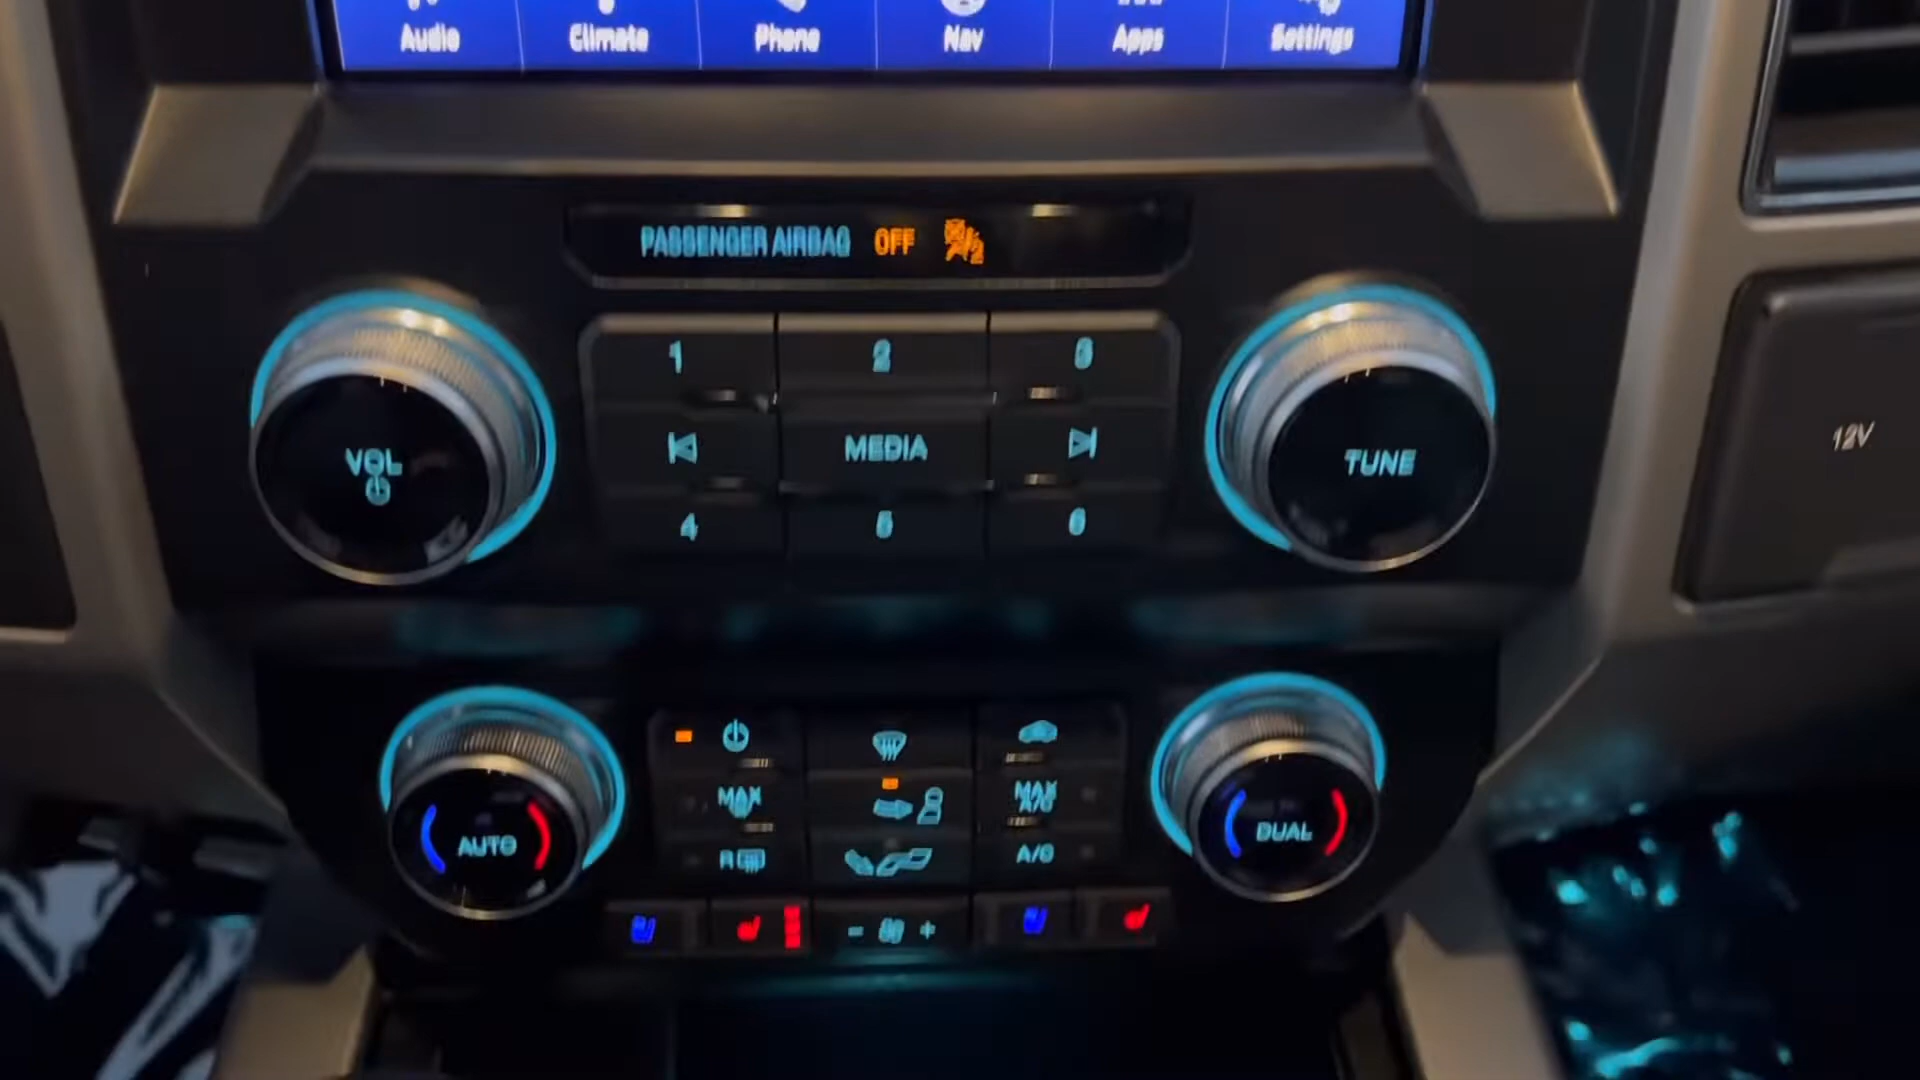 Audio Climate Phone Nav Apps Settings
PASSENGER AIRBAG OFF 2
1 2 3
VOL MEDIA TUNE 12V
4 5 6
MAX MAX A/C
AUTO R A/C DUAL
- +